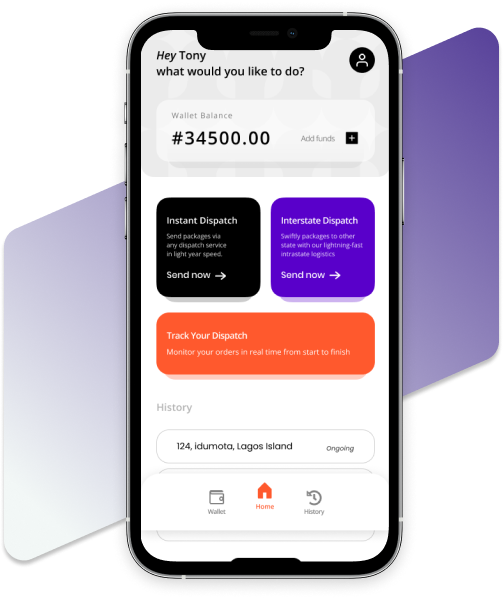 Hey Tony
what would you like to do?
Wallet Balance
#34500.00
Add funds
Instant Dispatch
Send packages via
any dispatch service
in light year speed.
Send now
Interstate Dispatch
Swiftly packages to other
state with our lightning-fast
intrastate logistics
Send now
Track Your Dispatch
Monitor your orders in real time from start to finish
History
124, idumota, Lagos Island
Ongoing
Wallet
Home
History